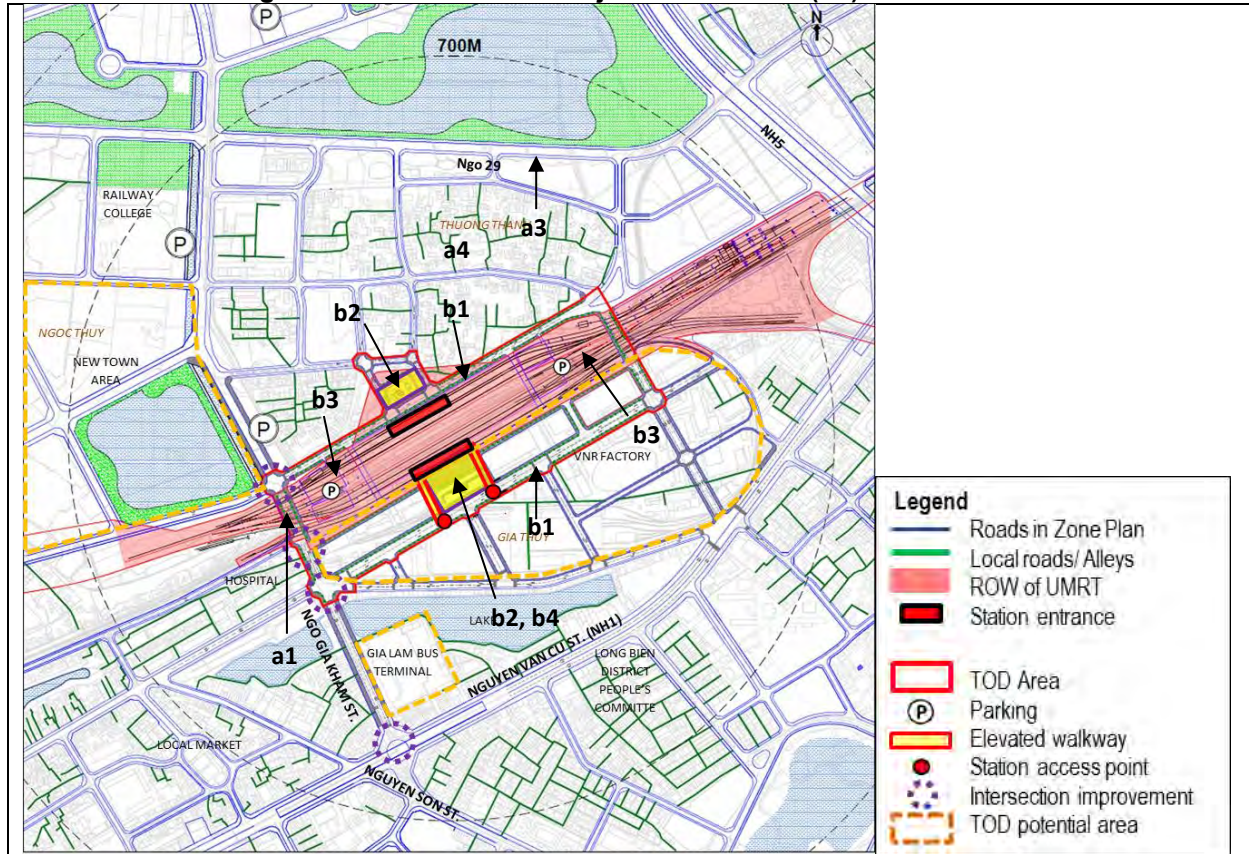 P
N
700M
NH5
Ngo 29
RAILWAY
COLLEGE
THUONG THAN
a3
P
a4
b2
b1
NGOC THUY
NEW TOWN
AREA
P
b3
P
b3
VNR FACTORY
P
b1
GIA THUY
HOSPITAL
b2, b4
LAKE
a1
NGO GIA KHAM ST.
GIA LAM BUS
TERMINAL
NGUYEN VAN CU ST. (NH1)
LONG BIEN
DISTRICT
PEOPLE'S
COMMITTE
LOCAL MARKET
NGUYEN SON ST.
Legend
Roads in Zone Plan
Local roads/ Alleys
ROW of UMRT
Station entrance
TOD Area
P Parking
Elevated walkway
Station access point
Intersection improvement
TOD potential area